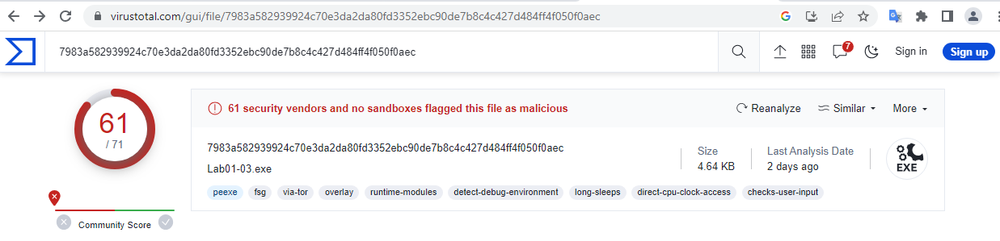 virustotal.com/gui/file/7983a582939924c70e3da2da80fd3352ebc90de7b8c4c427d484ff4f050f0aec
7983a582939924c70e3da2da80fd3352ebc90de7b8c4c427d484ff4f050f0aec
7
Sign in
Sign up
61
/ 71
Community Score
61 security vendors and no sandboxes flagged this file as malicious
Reanalyze
Similar
More
7983a582939924c70e3da2da80fd3352ebc90de7b8c4c427d484ff4f050f0aec
Lab01-03.exe
Size
4.64 KB
Last Analysis Date
2 days ago
EXE
peexe fsg via-tor overlay runtime-modules detect-debug-environment long-sleeps direct-cpu-clock-access checks-user-input